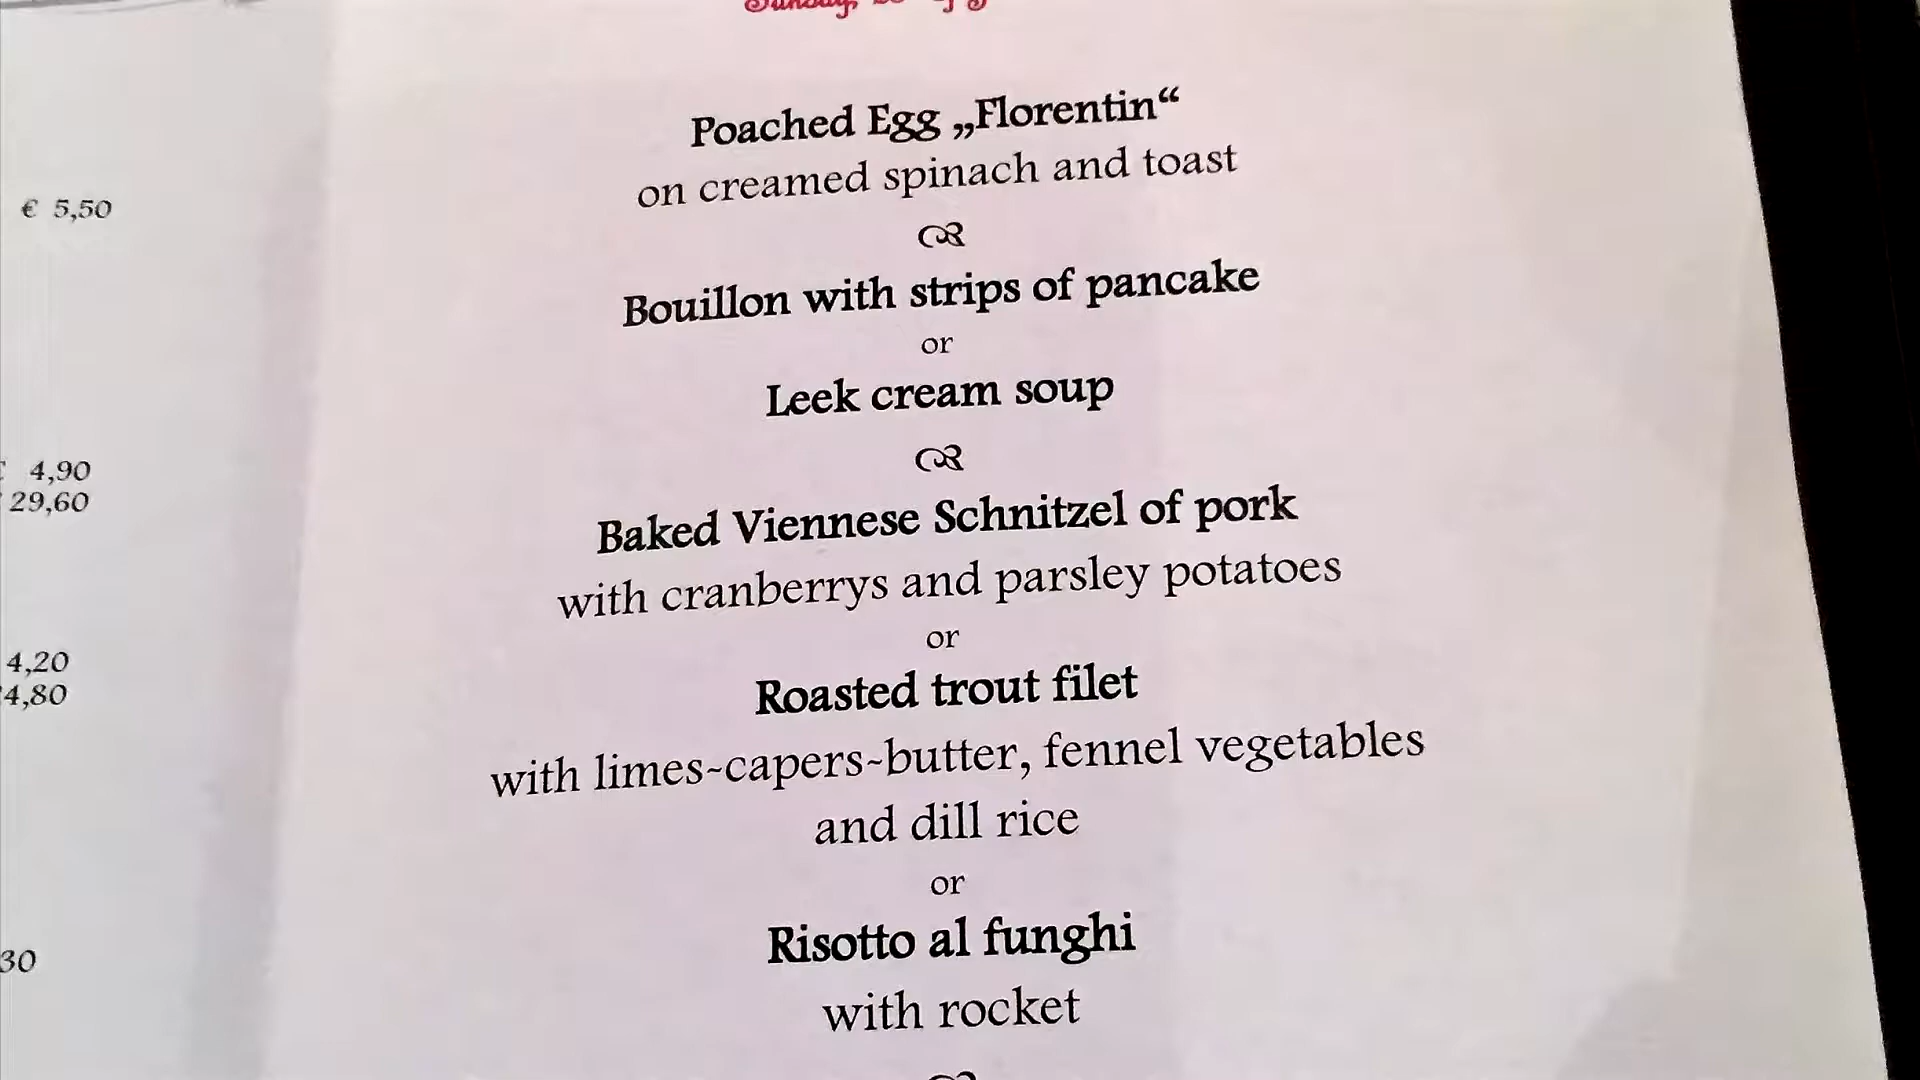 Sunday,
Poached Egg „Florentin“
on creamed spinach and toast
Bouillon with strips of pancake
or
Leek cream soup
Baked Viennese Schnitzel of pork
with cranberrys and parsley potatoes
or
Roasted trout filet
with limes-capers-butter, fennel vegetables
and dill rice
or
Risotto al funghi
with rocket
€ 5,50
4,90
29,60
4,20
4,80
30